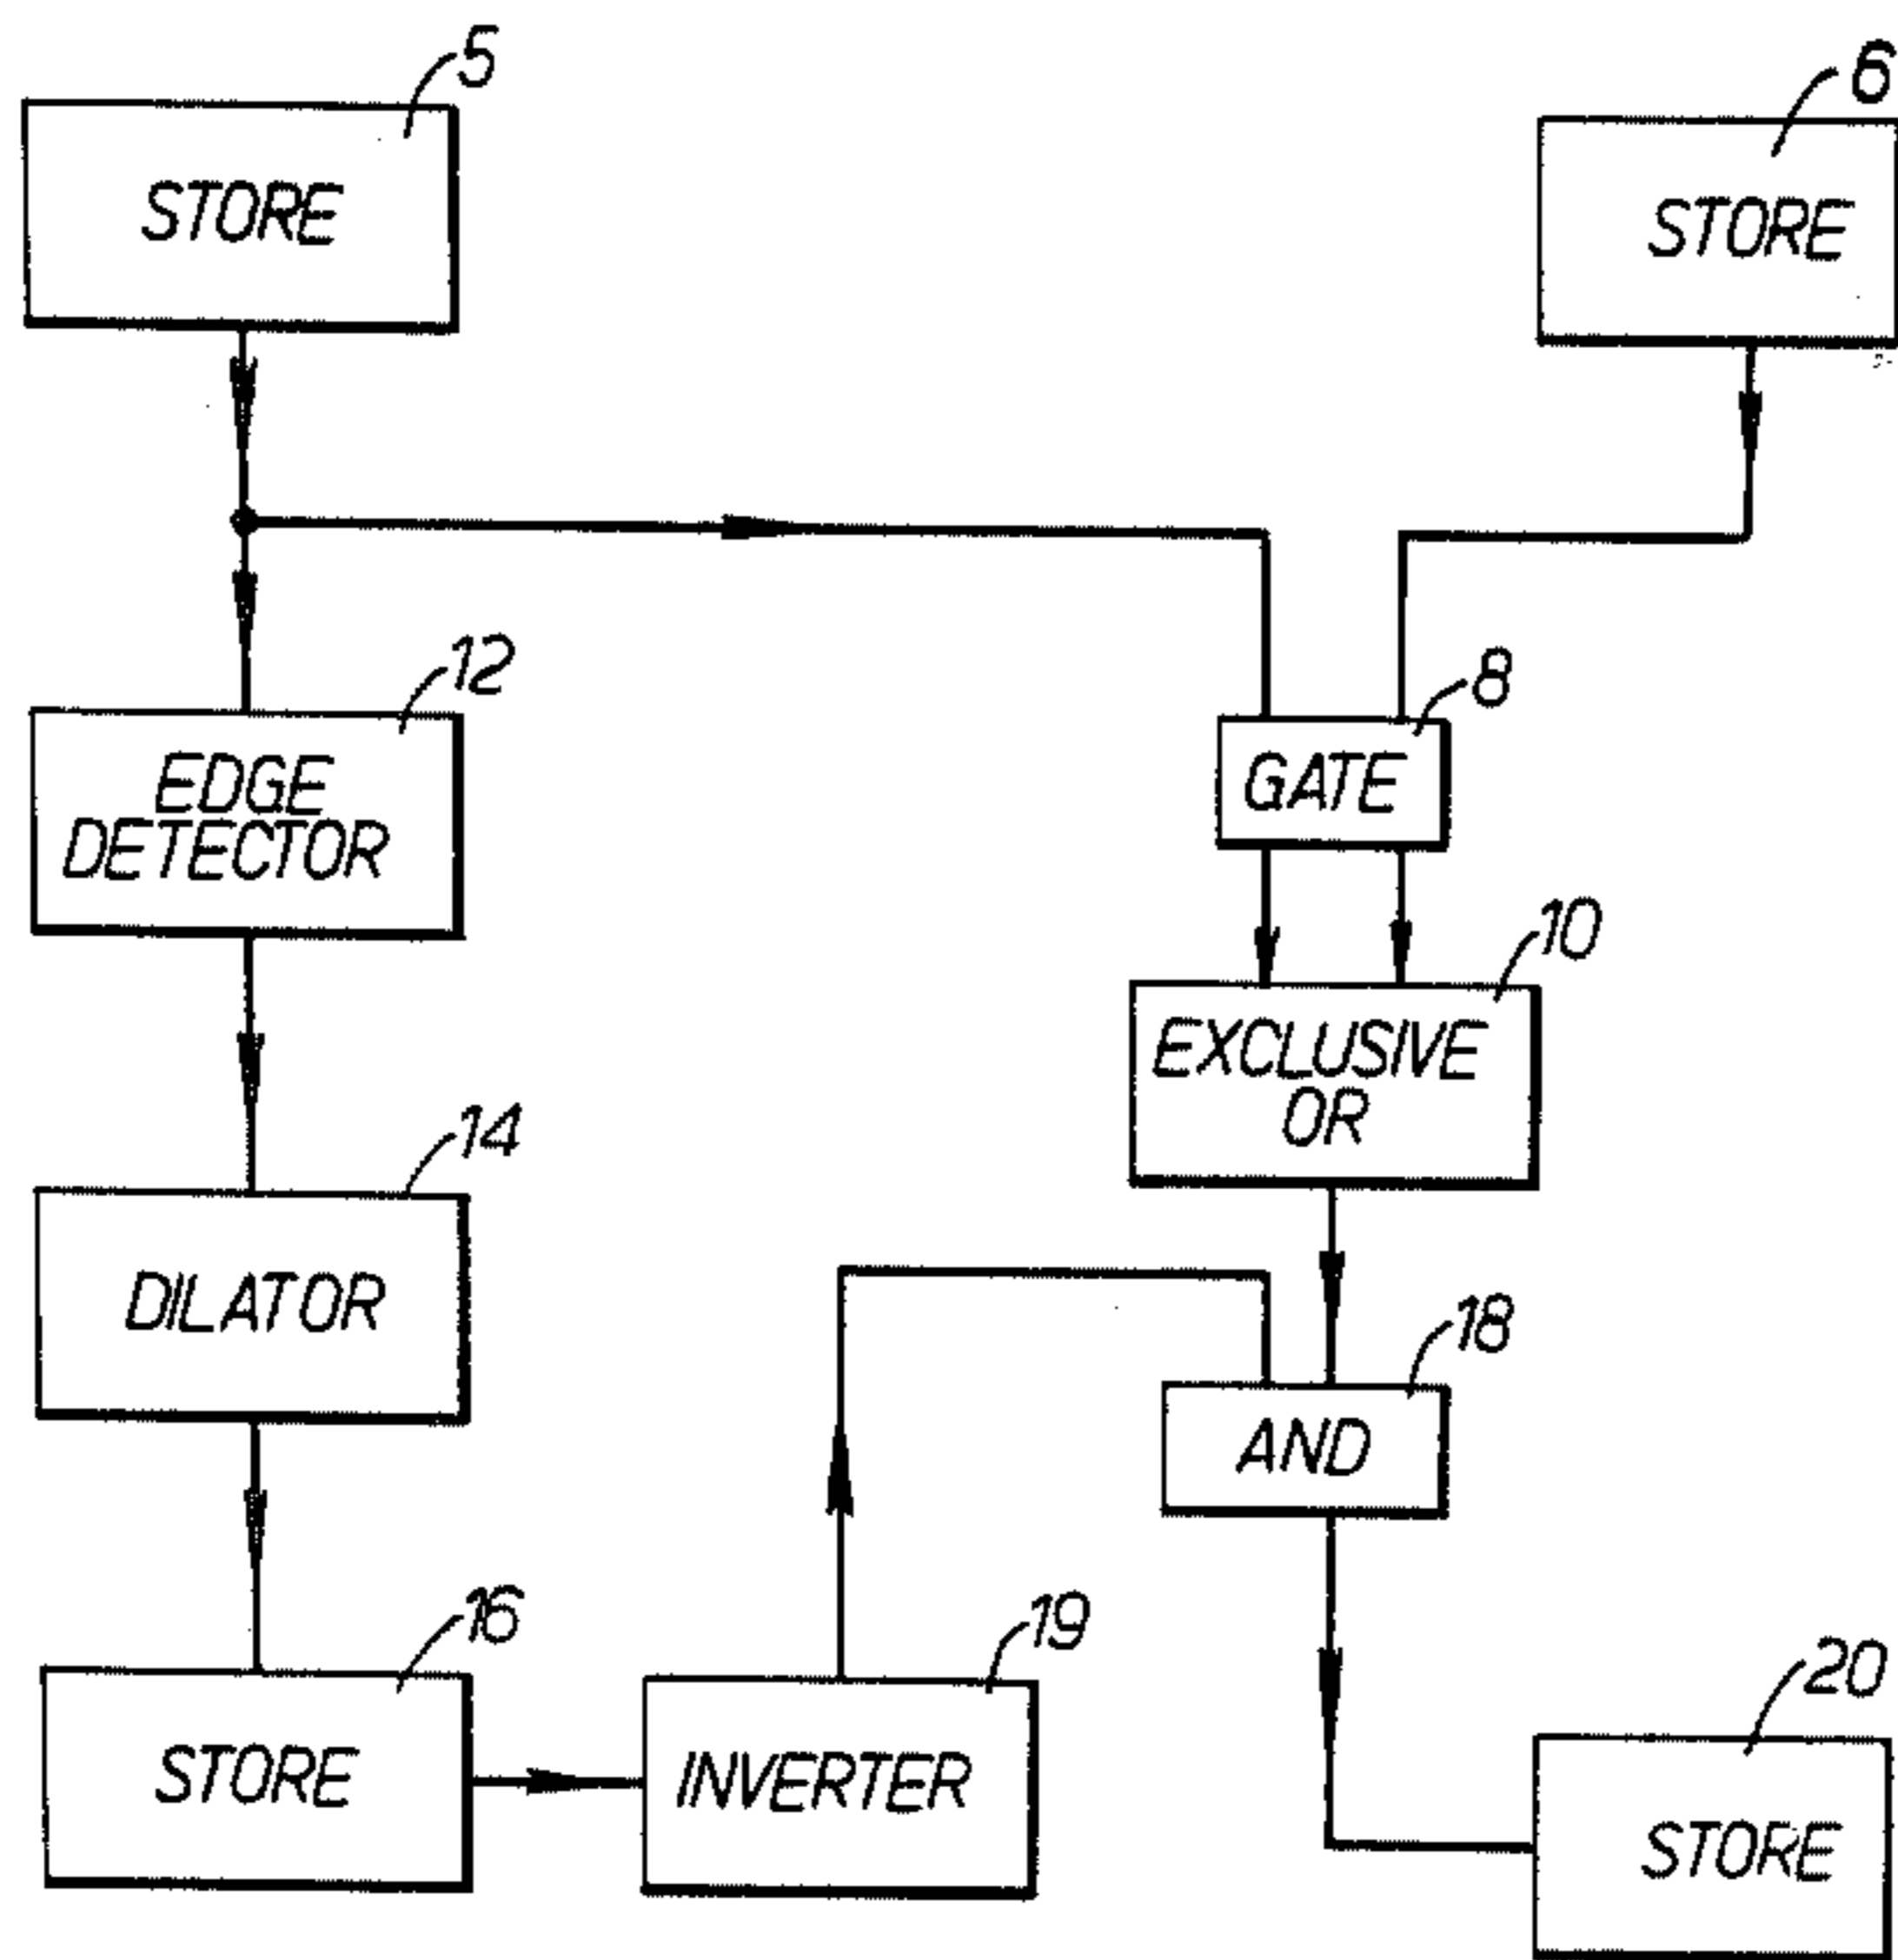 5
6
STORE
STORE
12
8
EDGE
DETECTOR
GATE
10
EXCLUSIVE
OR
14
DILATOR
18
AND
16
19
20
STORE
INVERTER
STORE